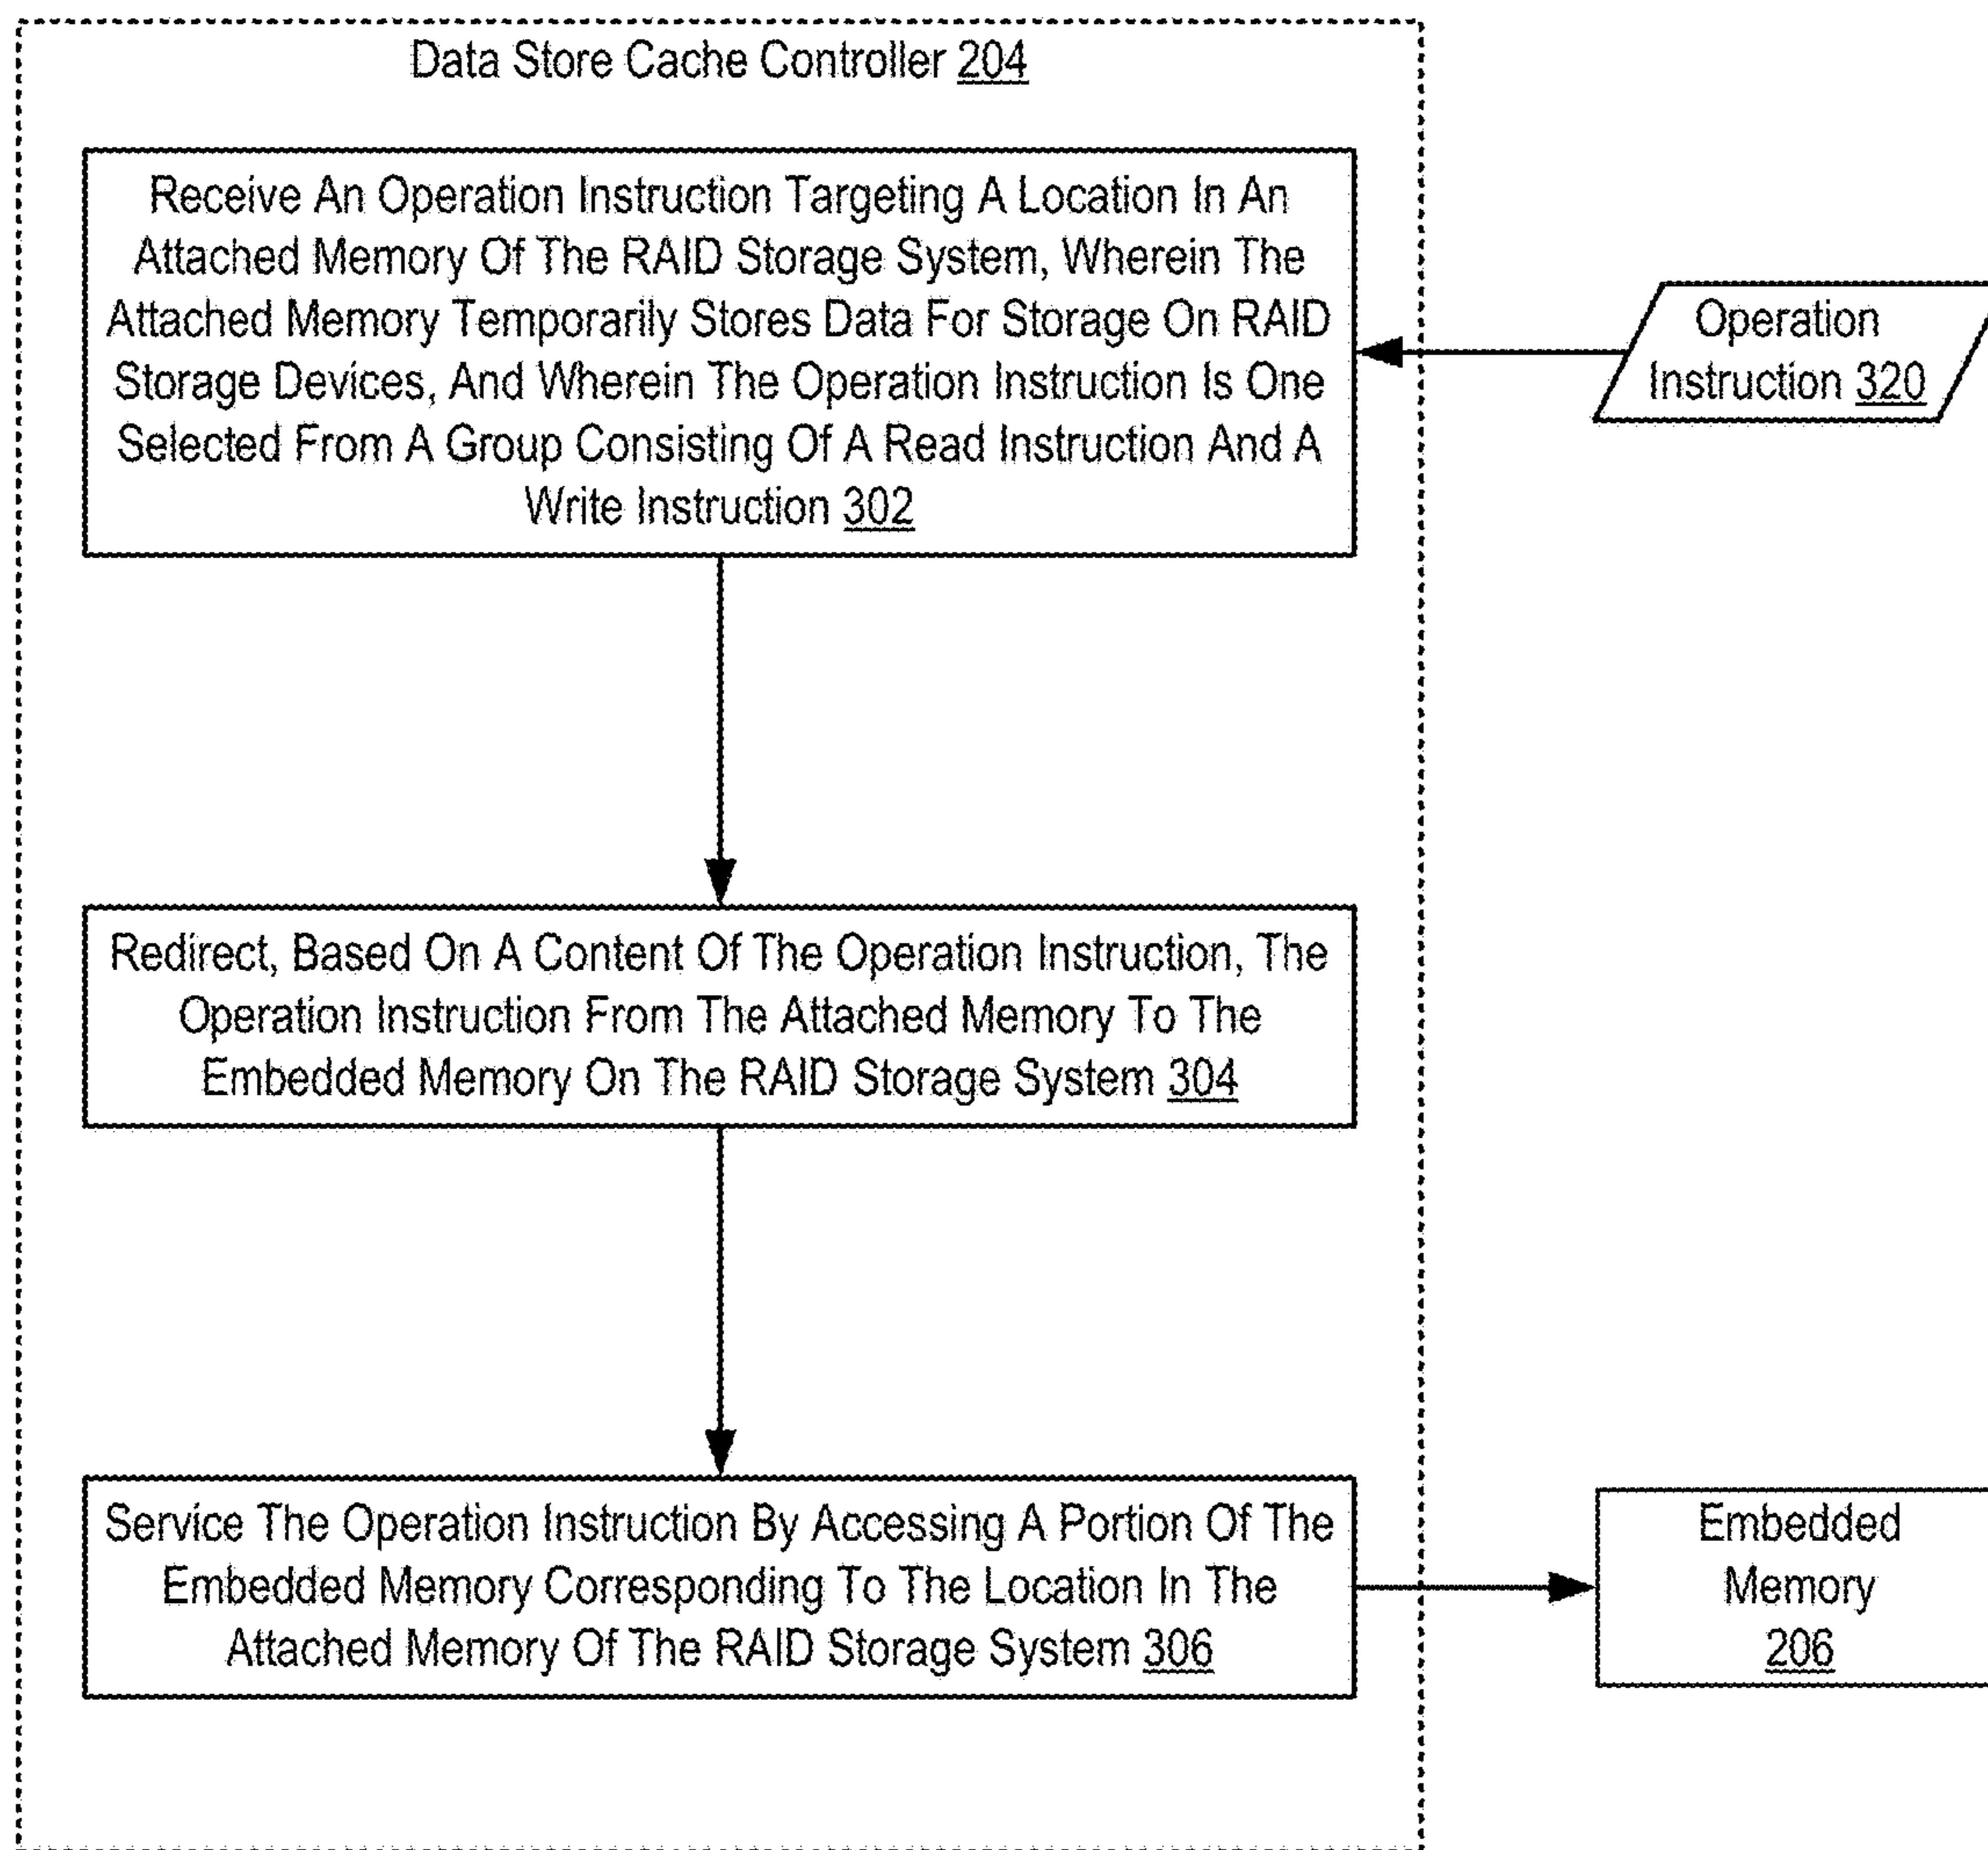 Data Store Cache Controller 204
Receive An Operation Instruction Targeting A Location In An
Attached Memory Of The RAID Storage System, Wherein The
Attached Memory Temporarily Stores Data For Storage On RAID
Storage Devices, And Wherein The Operation Instruction Is One
Selected From A Group Consisting Of A Read Instruction And A
Write Instruction 302
Operation
Instruction 320
Redirect, Based On A Content Of The Operation Instruction, The
Operation Instruction From The Attached Memory To The
Embedded Memory On The RAID Storage System 304
Service The Operation Instruction By Accessing A Portion Of The
Embedded Memory Corresponding To The Location In The
Attached Memory Of The RAID Storage System 306
Embedded
Memory
206